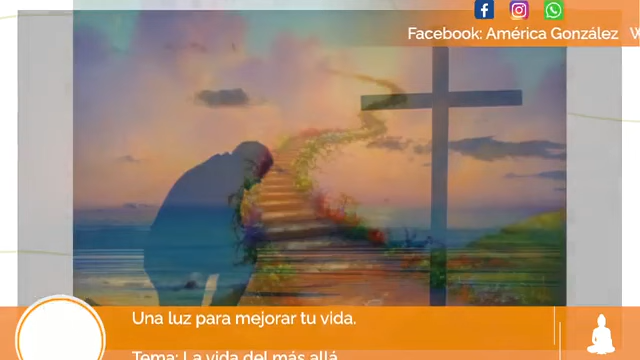 Facebook: América González
Una luz para mejorar tu vida.
Tema: La vida del más allá